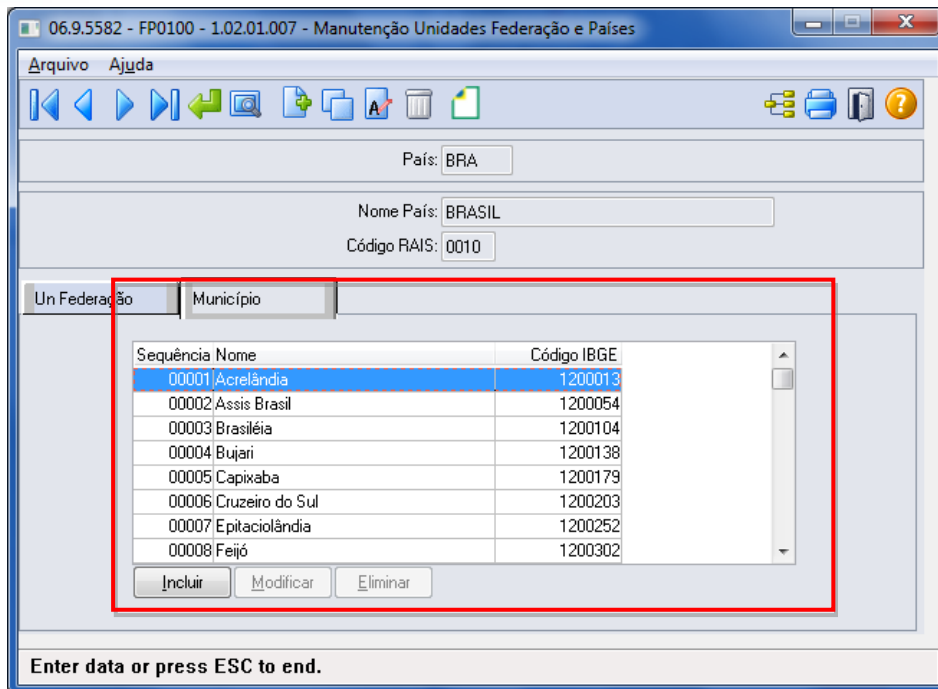 06.9.5582 - FP0100 - 1.02.01.007 - Manutenção Unidades Federação e Países
Arquivo Ajuda
País: BRA
Nome País: BRASIL
Código RAIS: 0010
Un Federação Município
Sequência Nome Código IBGE
00001 Acrelândia 1200013
00002 Assis Brasil 1200054
00003 Brasiléia 1200104
00004 Bujari 1200138
00005 Capixaba 1200179
00006 Cruzeiro do Sul 1200203
00007 Epitaciolândia 1200252
00008 Feijó 1200302
Incluir Modificar Eliminar
Enter data or press ESC to end.